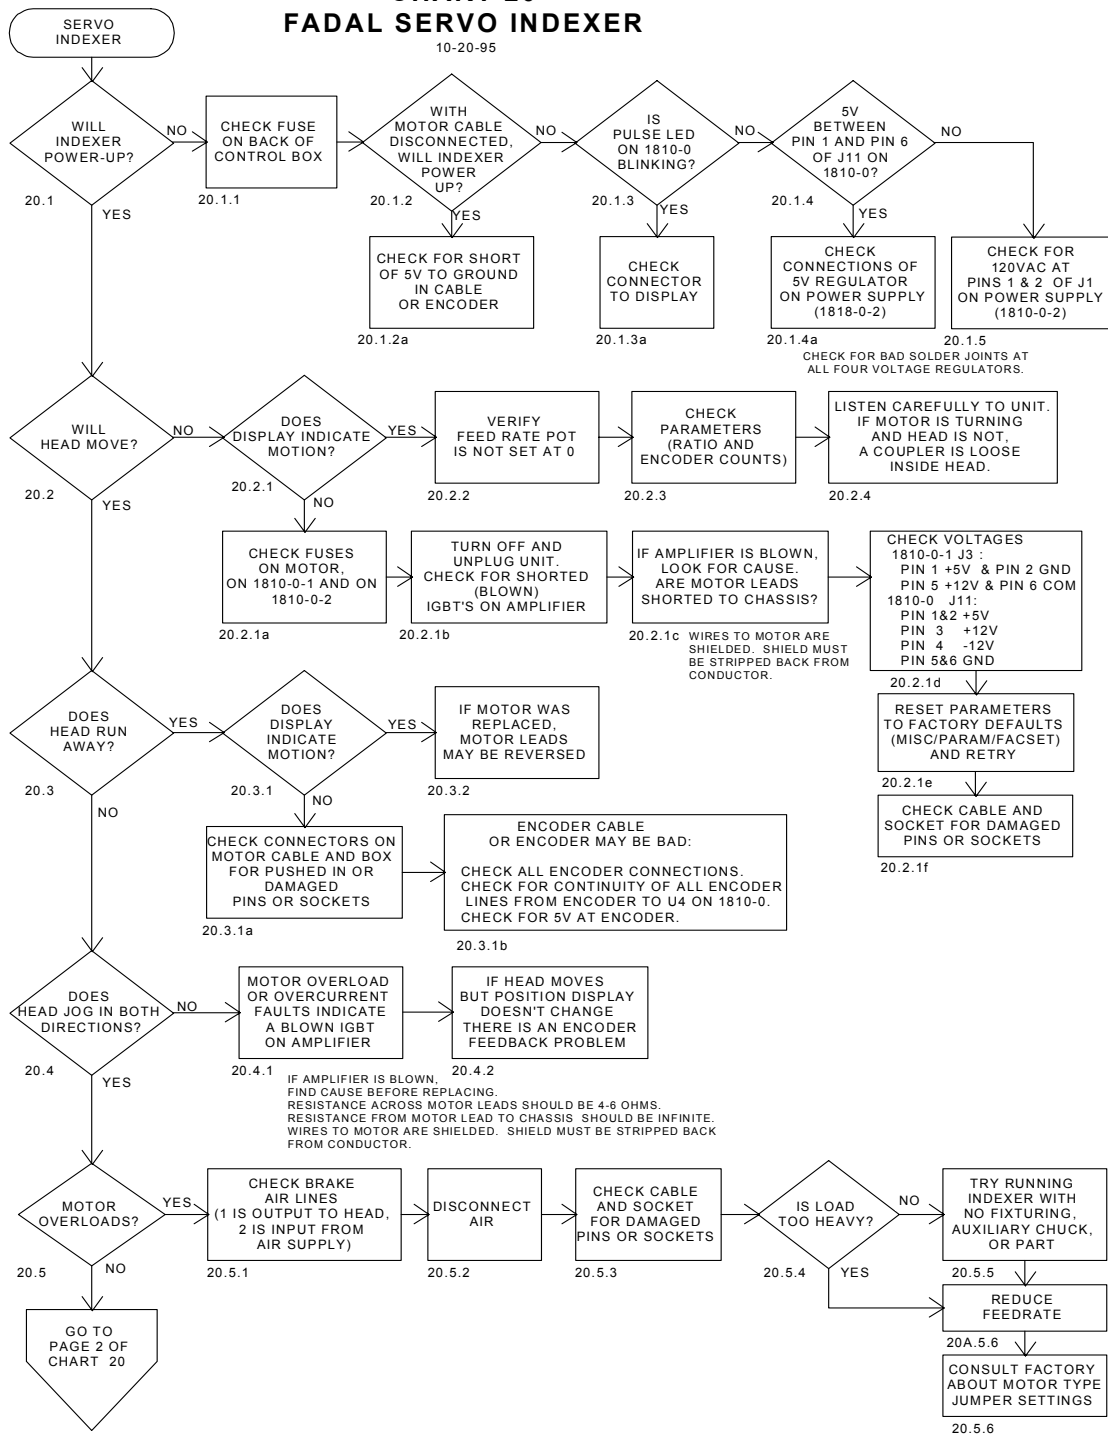 FADAL SERVO INDEXER
10-20-95
SERVO
INDEXER
WILL
INDEXER
POWER-UP?
20.1
NO
YES
CHECK FUSE
ON BACK OF
CONTROL BOX
20.1.1
WITH
MOTOR CABLE
DISCONNECTED,
WILL INDEXER
POWER
UP?
20.1.2
NO
YES
IS
PULSE LED
ON 1810-0
BLINKING?
20.1.3
NO
YES
5V
BETWEEN
PIN 1 AND PIN 6
OF J11 ON
1810-0?
20.1.4
NO
YES
CHECK FOR SHORT
OF 5V TO GROUND
IN CABLE
OR ENCODER
20.1.2a
CHECK
CONNECTOR
TO DISPLAY
20.1.3a
CHECK
CONNECTIONS OF
5V REGULATOR
ON POWER SUPPLY
(1818-0-2)
20.1.4a
CHECK FOR
120VAC AT
PINS 1 & 2 OF J1
ON POWER SUPPLY
(1810-0-2)
20.1.5
CHECK FOR BAD SOLDER JOINTS AT
ALL FOUR VOLTAGE REGULATORS.
WILL
HEAD MOVE?
20.2
NO
YES
DOES
DISPLAY INDICATE
MOTION?
20.2.1
YES
NO
VERIFY
FEED RATE POT
IS NOT SET AT 0
20.2.2
CHECK
PARAMETERS
(RATIO AND
ENCODER COUNTS)
20.2.3
LISTEN CAREFULLY TO UNIT.
IF MOTOR IS TURNING
AND HEAD IS NOT,
A COUPLER IS LOOSE
INSIDE HEAD.
20.2.4
CHECK FUSES
ON MOTOR,
ON 1810-0-1 AND ON
1810-0-2
20.2.1a
TURN OFF AND
UNPLUG UNIT.
CHECK FOR SHORTED
(BLOWN)
IGBT'S ON AMPLIFIER
20.2.1b
IF AMPLIFIER IS BLOWN,
LOOK FOR CAUSE.
ARE MOTOR LEADS
SHORTED TO CHASSIS?
20.2.1c
WIRES TO MOTOR ARE
SHIELDED. SHIELD MUST
BE STRIPPED BACK FROM
CONDUCTOR.
CHECK VOLTAGES
1810-0-1 J3 :
PIN 1 +5V & PIN 2 GND
PIN 5 +12V & PIN 6 COM
1810-0 J11:
PIN 1&2 +5V
PIN 3 +12V
PIN 4 -12V
PIN 5&6 GND
20.2.1d
RESET PARAMETERS
TO FACTORY DEFAULTS
(MISC/PARAM/FACSET)
AND RETRY
20.2.1e
CHECK CABLE AND
SOCKET FOR DAMAGED
PINS OR SOCKETS
20.2.1f
DOES
HEAD RUN
AWAY?
20.3
YES
NO
DOES
DISPLAY
INDICATE
MOTION?
20.3.1
YES
NO
IF MOTOR WAS
REPLACED,
MOTOR LEADS
MAY BE REVERSED
20.3.2
CHECK CONNECTORS ON
MOTOR CABLE AND BOX
FOR PUSHED IN OR
DAMAGED
PINS OR SOCKETS
20.3.1a
ENCODER CABLE
OR ENCODER MAY BE BAD:
CHECK ALL ENCODER CONNECTIONS.
CHECK FOR CONTINUITY OF ALL ENCODER
LINES FROM ENCODER TO U4 ON 1810-0.
CHECK FOR 5V AT ENCODER.
20.3.1b
DOES
HEAD JOG IN BOTH
DIRECTIONS?
20.4
NO
YES
MOTOR OVERLOAD
OR OVERCURRENT
FAULTS INDICATE
A BLOWN IGBT
ON AMPLIFIER
20.4.1
IF HEAD MOVES
BUT POSITION DISPLAY
DOESN'T CHANGE
THERE IS AN ENCODER
FEEDBACK PROBLEM
20.4.2
IF AMPLIFIER IS BLOWN,
FIND CAUSE BEFORE REPLACING.
RESISTANCE ACROSS MOTOR LEADS SHOULD BE 4-6 OHMS.
RESISTANCE FROM MOTOR LEAD TO CHASSIS SHOULD BE INFINITE.
WIRES TO MOTOR ARE SHIELDED. SHIELD MUST BE STRIPPED BACK
FROM CONDUCTOR.
MOTOR
OVERLOADS?
20.5
YES
NO
CHECK BRAKE
AIR LINES
(1 IS OUTPUT TO HEAD,
2 IS INPUT FROM
AIR SUPPLY)
20.5.1
DISCONNECT
AIR
20.5.2
CHECK CABLE
AND SOCKET
FOR DAMAGED
PINS OR SOCKETS
20.5.3
IS LOAD
TOO HEAVY?
20.5.4
NO
YES
TRY RUNNING
INDEXER WITH
NO FIXTURING,
AUXILIARY CHUCK,
OR PART
20.5.5
REDUCE
FEEDRATE
20A.5.6
CONSULT FACTORY
ABOUT MOTOR TYPE
JUMPER SETTINGS
20.5.6
GO TO
PAGE 2 OF
CHART 20